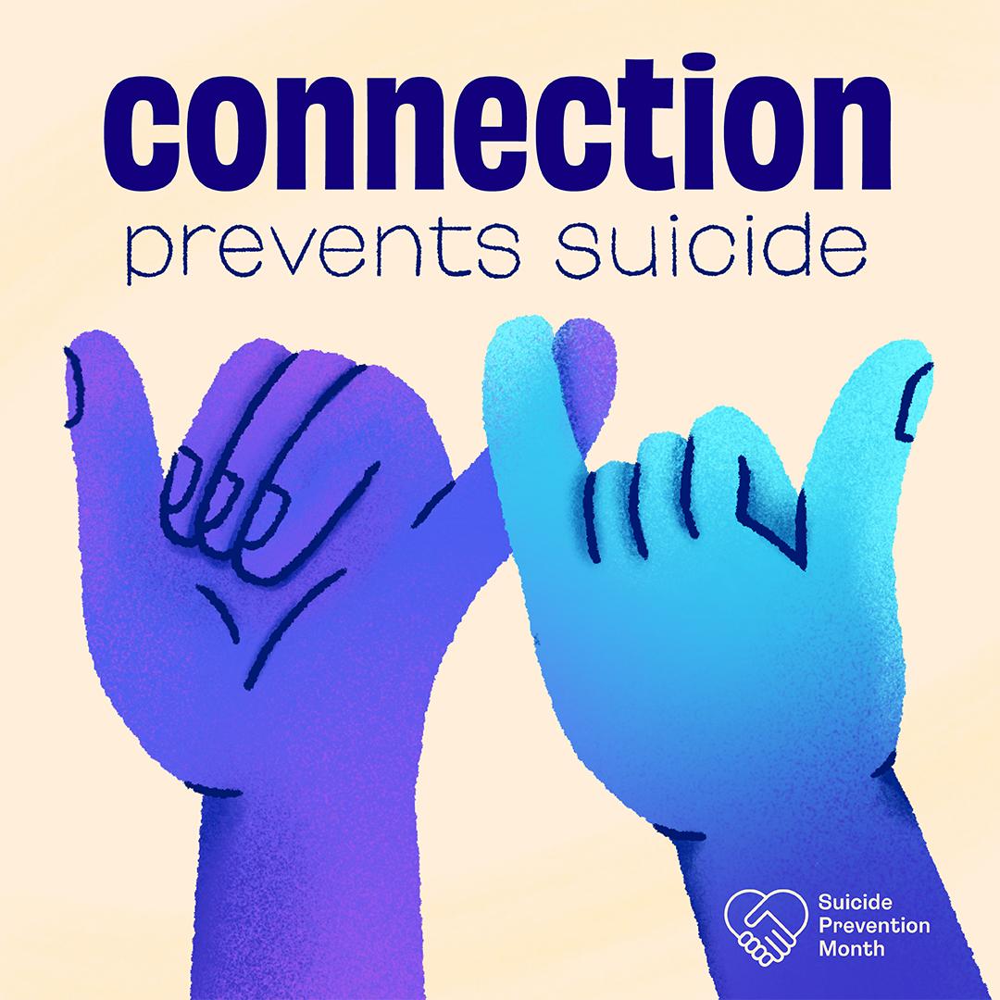 connection
prevents suicide
Suicide
Prevention
Month